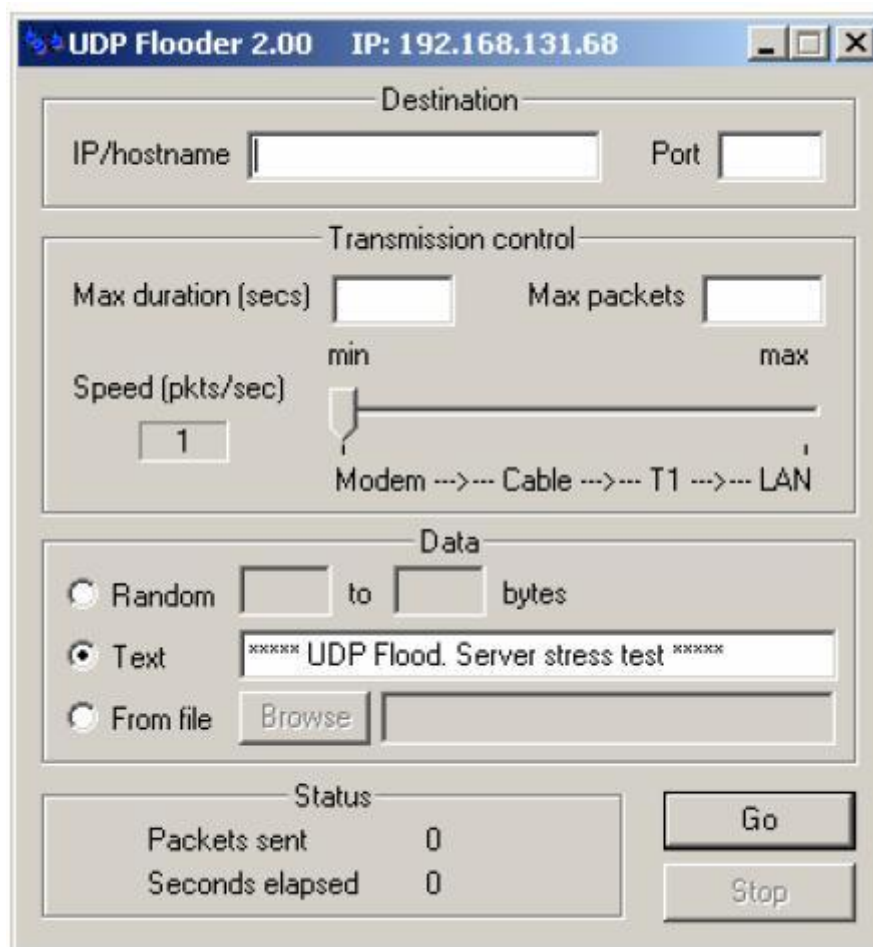 UDP Flooder 2.00 IP: 192.168.131.68
Destination
IP/hostname Port
Transmission control
Max duration (secs) Max packets
min max
Speed (pkts/sec)
1
Modem --->--- Cable --->--- T1 --->--- LAN
Data
Random to bytes
Text ***** UDP Flood. Server stress test *****
From file Browse
Status
Packets sent 0
Seconds elapsed 0
Go
Stop